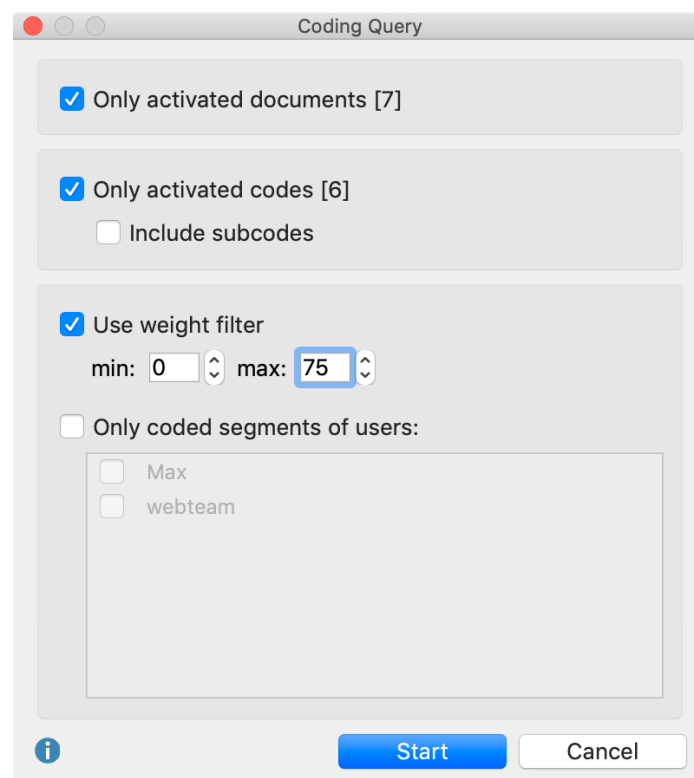 Coding Query
Only activated documents [7]
Only activated codes [6]
Include subcodes
Use weight filter
min: 0 max: 75
Only coded segments of users:
Max
webteam
i
Start Cancel